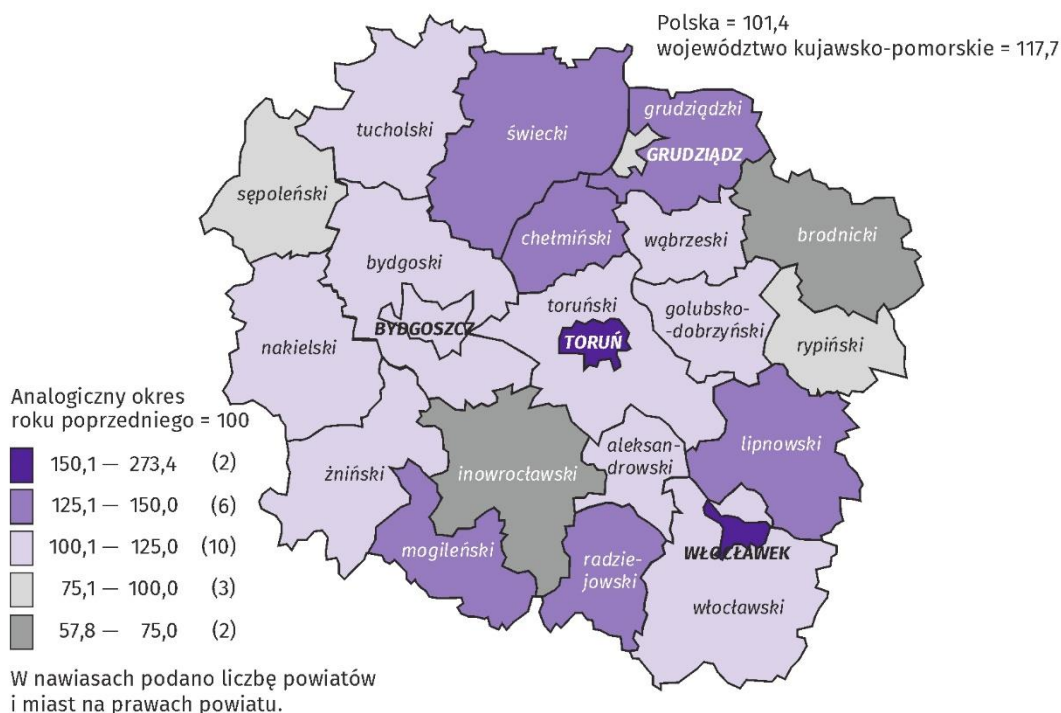 Polska = 101,4
województwo kujawsko-pomorskie = 117,7
grudziądzki
tucholski
świecki
GRUDZIĄDZ
sępoleński
chełmiński
wąbrzeski
brodnicki
bydgoski
toruński
golubsko-
-dobrzyński
BYDGOSZCZ
TORUŃ
nakielski
rypiński
Analogiczny okres
roku poprzedniego = 100
150,1 — 273,4 (2)
125,1 — 150,0 (6)
100,1 — 125,0 (10)
75,1 — 100,0 (3)
57,8 — 75,0 (2)
lipnowski
aleksan-
drowski
żniński
inowrocławski
mogileński
radzie-
jowski
WŁOCŁAWEK
włocławski
W nawiasach podano liczbę powiatów
i miast na prawach powiatu.